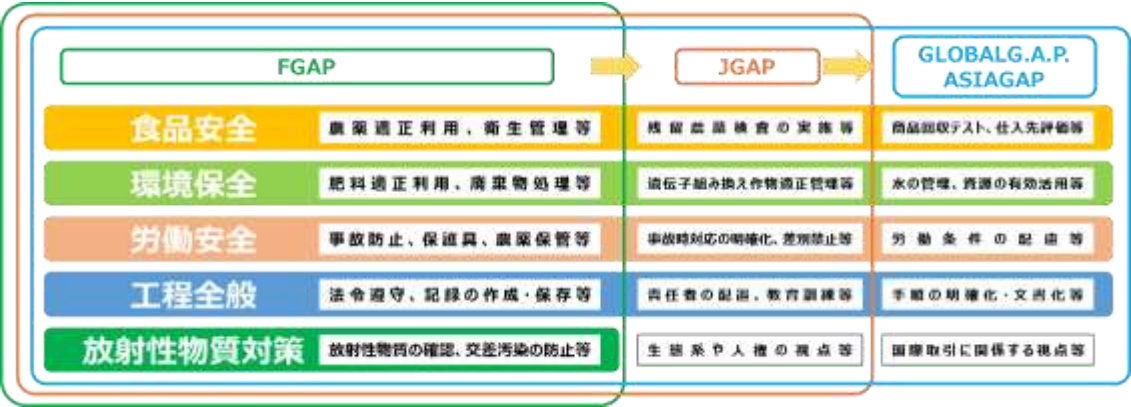 FGAP
JGAP
GLOBALG.A.P.
ASIAGAP
食品安全 農薬適正利用、衛生管理等 残留農薬検査の実施等 商品回収テスト、仕入先評価等
環境保全 肥料適正利用、廃棄物処理等 遺伝子組み換え作物適正管理等 水の管理、資源の有効活用等
労働安全 事故防止、保護具、農薬保管等 事故時対応の明確化、差別禁止等 労働条件の配慮等
工程全般 法令遵守、記録の作成・保存等 責任者の配置、教育訓練等 手順の明確化・文書化等
放射性物質対策 放射性物質の確認、交差汚染の防止等 生態系や人権の視点等 国際取引に関係する視点等